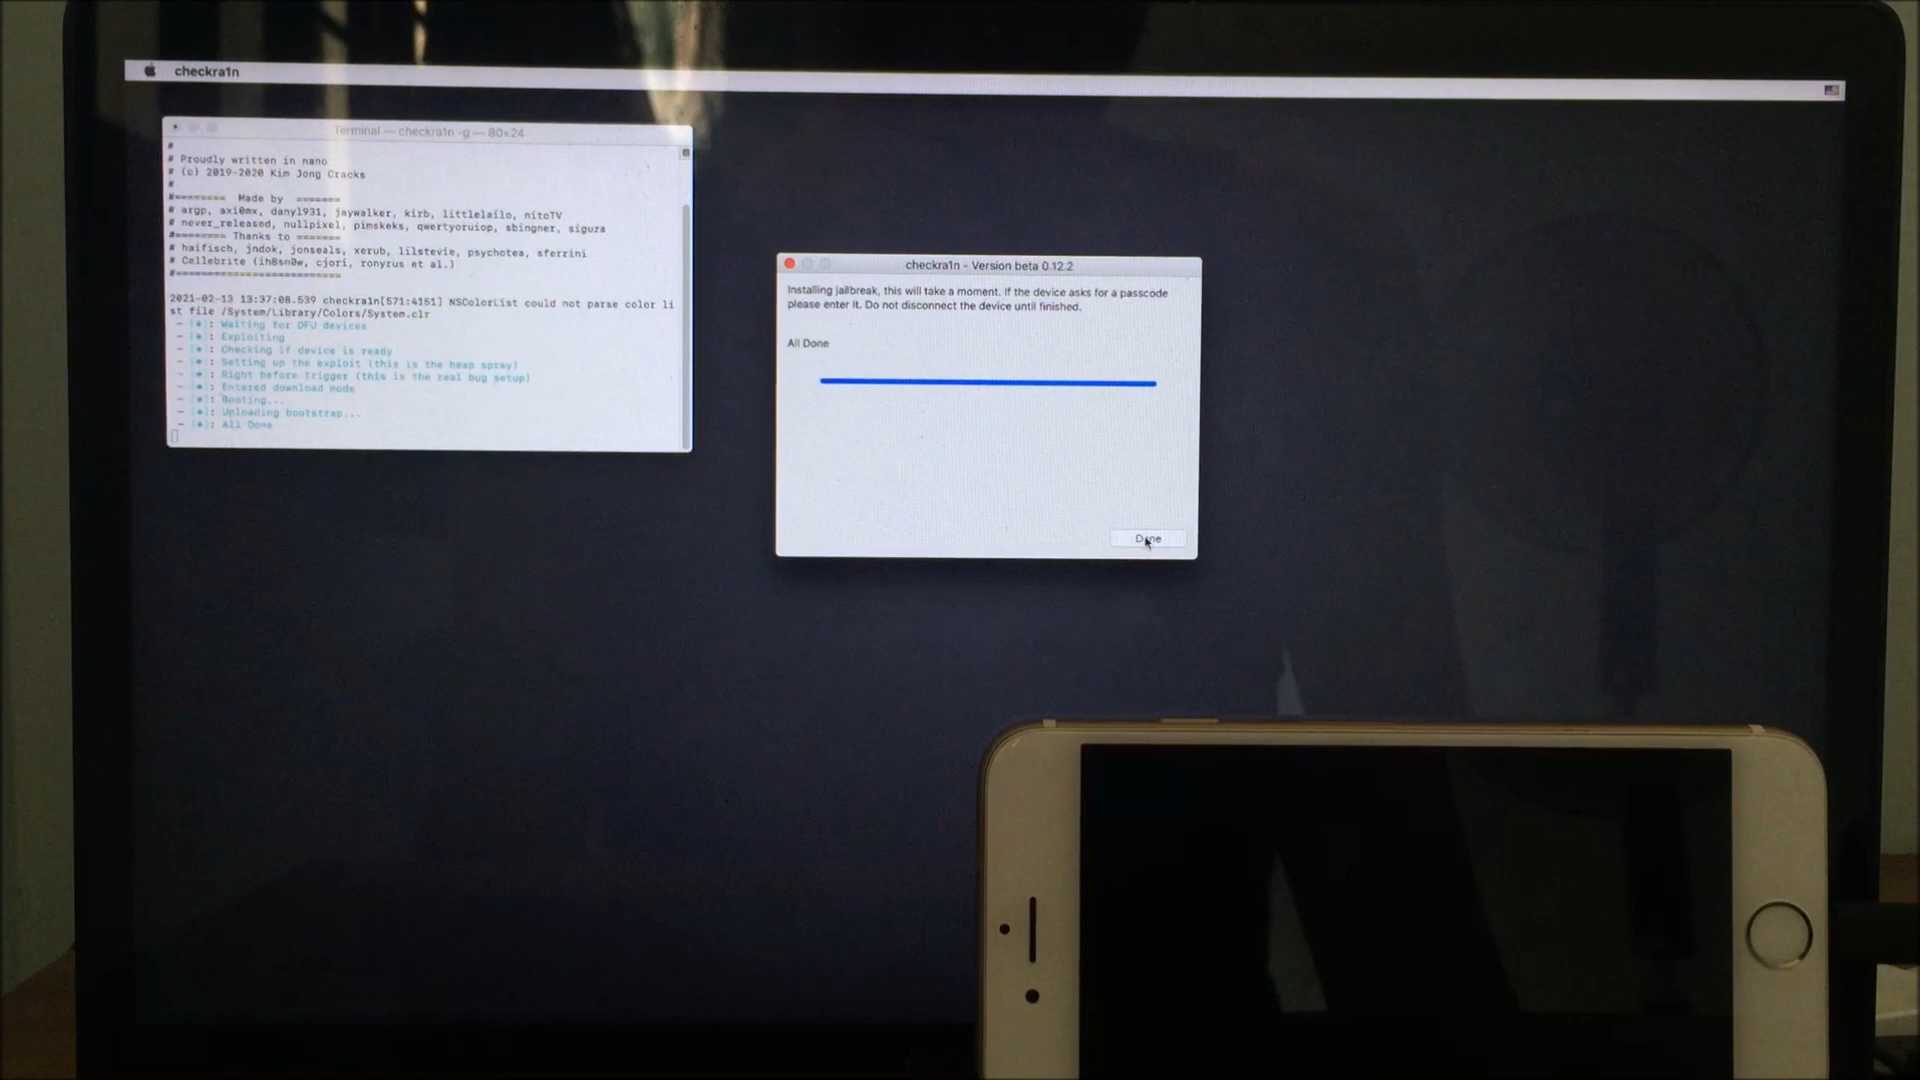 checkra1n
Terminal — checkra1n -g — 80×24
#
# Proudly written in nano
# (c) 2019-2020 Kim Jong Cracks
#
#======== Made by =======
# argp, axi0mx, danyl931, jaywalker, kirb, littlelailo, nitoTV
# never_released, nullpixel, pimskeks, qwertyoruiop, sbingner, siguza
#======== Thanks to =======
# haifisch, jndok, jonseals, xerub, lilstevie, psychotea, sferrini
# Cellebrite (ih8sn0w, cjori, ronyrus et al.)
#==========================
2021-02-13 13:37:08.539 checkra1n[571:4161] NSColorList could not parse color li
st file /System/Library/Colors/System.clr
- [*]: Waiting for DFU devices
- [*]: Exploiting
- [*]: Checking if device is ready
- [*]: Setting up the exploit (this is the heap spray)
- [*]: Right before trigger (this is the real bug setup)
- [*]: Entered download mode
- [*]: Booting...
- [*]: Uploading bootstrap...
- [*]: All Done
checkra1n - Version beta 0.12.2
Installing jailbreak, this will take a moment. If the device asks for a passcode
please enter it. Do not disconnect the device until finished.
All Done
Done